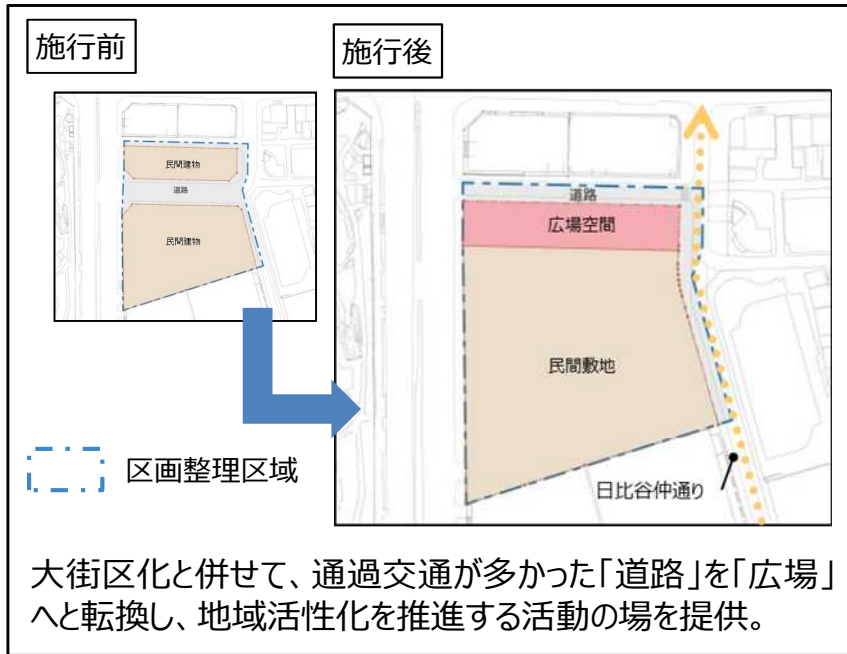 施行前
施行後
民間建物
道路
民間建物
道路
広場空間
民間敷地
日比谷仲通り
区画整理区域
大街区化と併せて、通過交通が多かった「道路」を「広場」
へと転換し、地域活性化を推進する活動の場を提供。